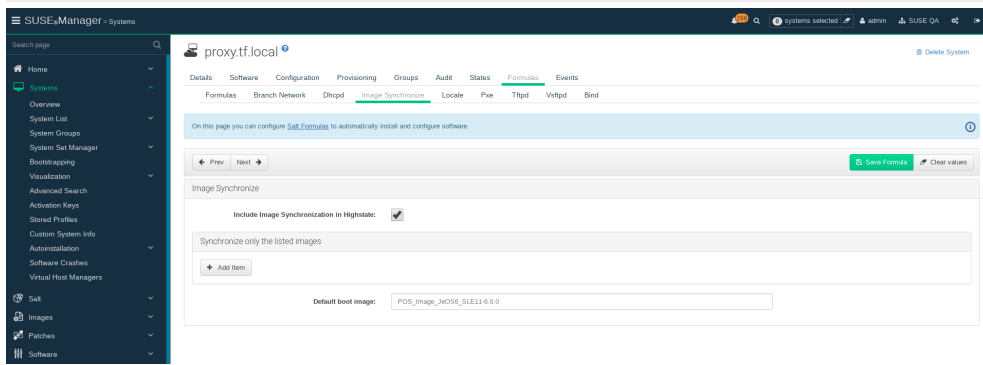 SUSE®Manager > Systems
0 systems selected admin SUSE QA
Search page
Home
Systems
Overview
System List
System Groups
System Set Manager
Bootstrapping
Visualization
Advanced Search
Activation Keys
Stored Profiles
Custom System Info
Autoinstallation
Software Crashes
Virtual Host Managers
Salt
Images
Patches
Software
proxy.tf.local ?
Delete System
Details Software Configuration Provisioning Groups Audit States Formulas Events
Formulas Branch Network Dhcpd Image Synchronize Locale Pxe Tftpd Vsftpd Bind
On this page you can configure Salt Formulas to automatically install and configure software.
Prev Next
Save Formula Clear values
Image Synchronize
Include Image Synchronization in Highstate:
Synchronize only the listed images
+ Add Item
Default boot image: POS_Image_JeOS6_SLE11-6.0.0